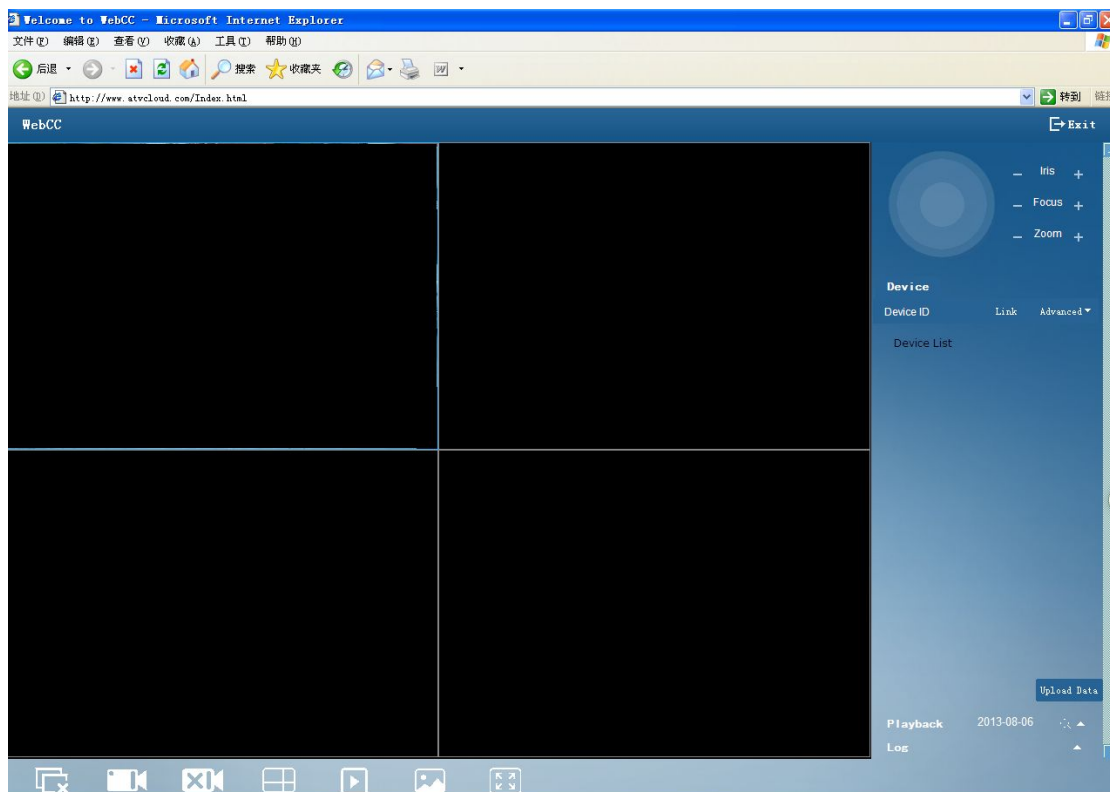 Welcome to WebCC - Microsoft Internet Explorer
文件(F) 编辑(E) 查看(V) 收藏(A) 工具(T) 帮助(H)
后退 搜索 收藏夹
地址(D) http://www.atvcloud.com/Index.html 转到
WebCC Exit
- Iris +
- Focus +
- Zoom +
Device
Device ID Link Advanced
Device List
Upload Data
Playback 2013-08-06
Log